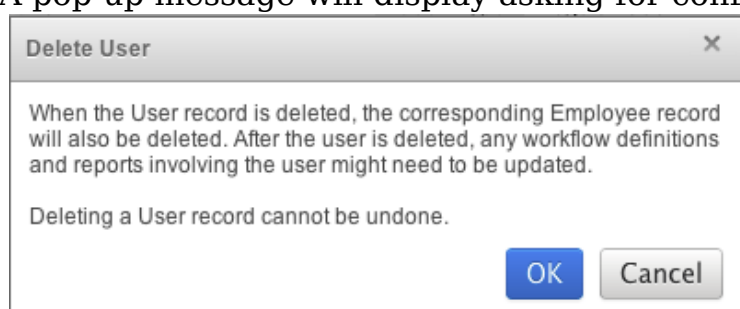 A pop-up message will display asking for
Delete User
When the User record is deleted, the corresponding Employee record
will also be deleted. After the user is deleted, any workflow definitions
and reports involving the user might need to be updated.
Deleting a User record cannot be undone.
OK Cancel